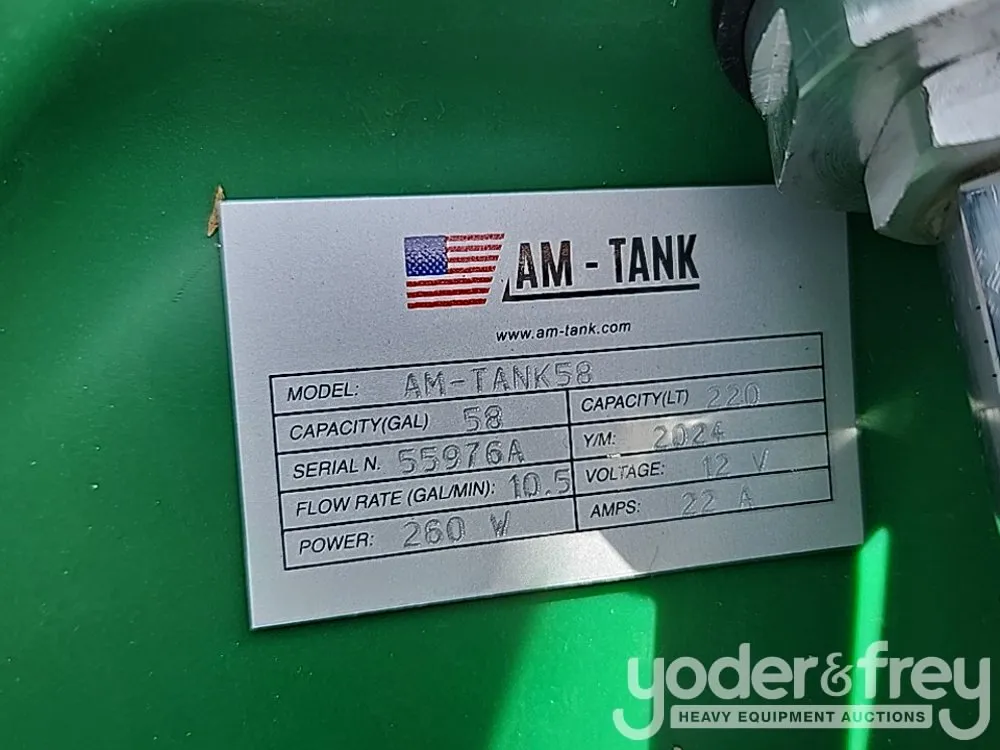 AM - TANK
www.am-tank.com
MODEL: AM-TANK58
CAPACITY(GAL) 58 CAPACITY(LT) 220
SERIAL N. 55976A Y/M: 2024
FLOW RATE (GAL/MIN): 10.5 VOLTAGE: 12 V
POWER: 260 W AMPS: 22 A
yoder&frey
HEAVY EQUIPMENT AUCTIONS